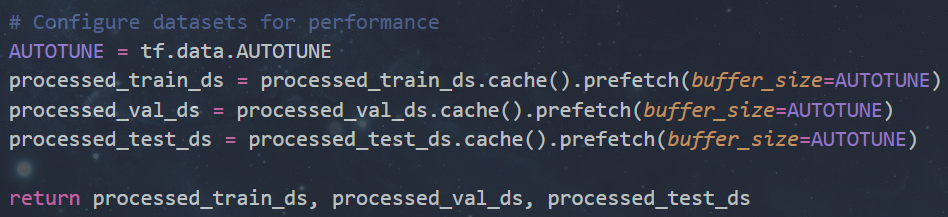 # Configure datasets for performance
AUTOTUNE = tf.data.AUTOTUNE
processed_train_ds = processed_train_ds.cache().prefetch(buffer_size=AUTOTUNE)
processed_val_ds = processed_val_ds.cache().prefetch(buffer_size=AUTOTUNE)
processed_test_ds = processed_test_ds.cache().prefetch(buffer_size=AUTOTUNE)
return processed_train_ds, processed_val_ds, processed_test_ds